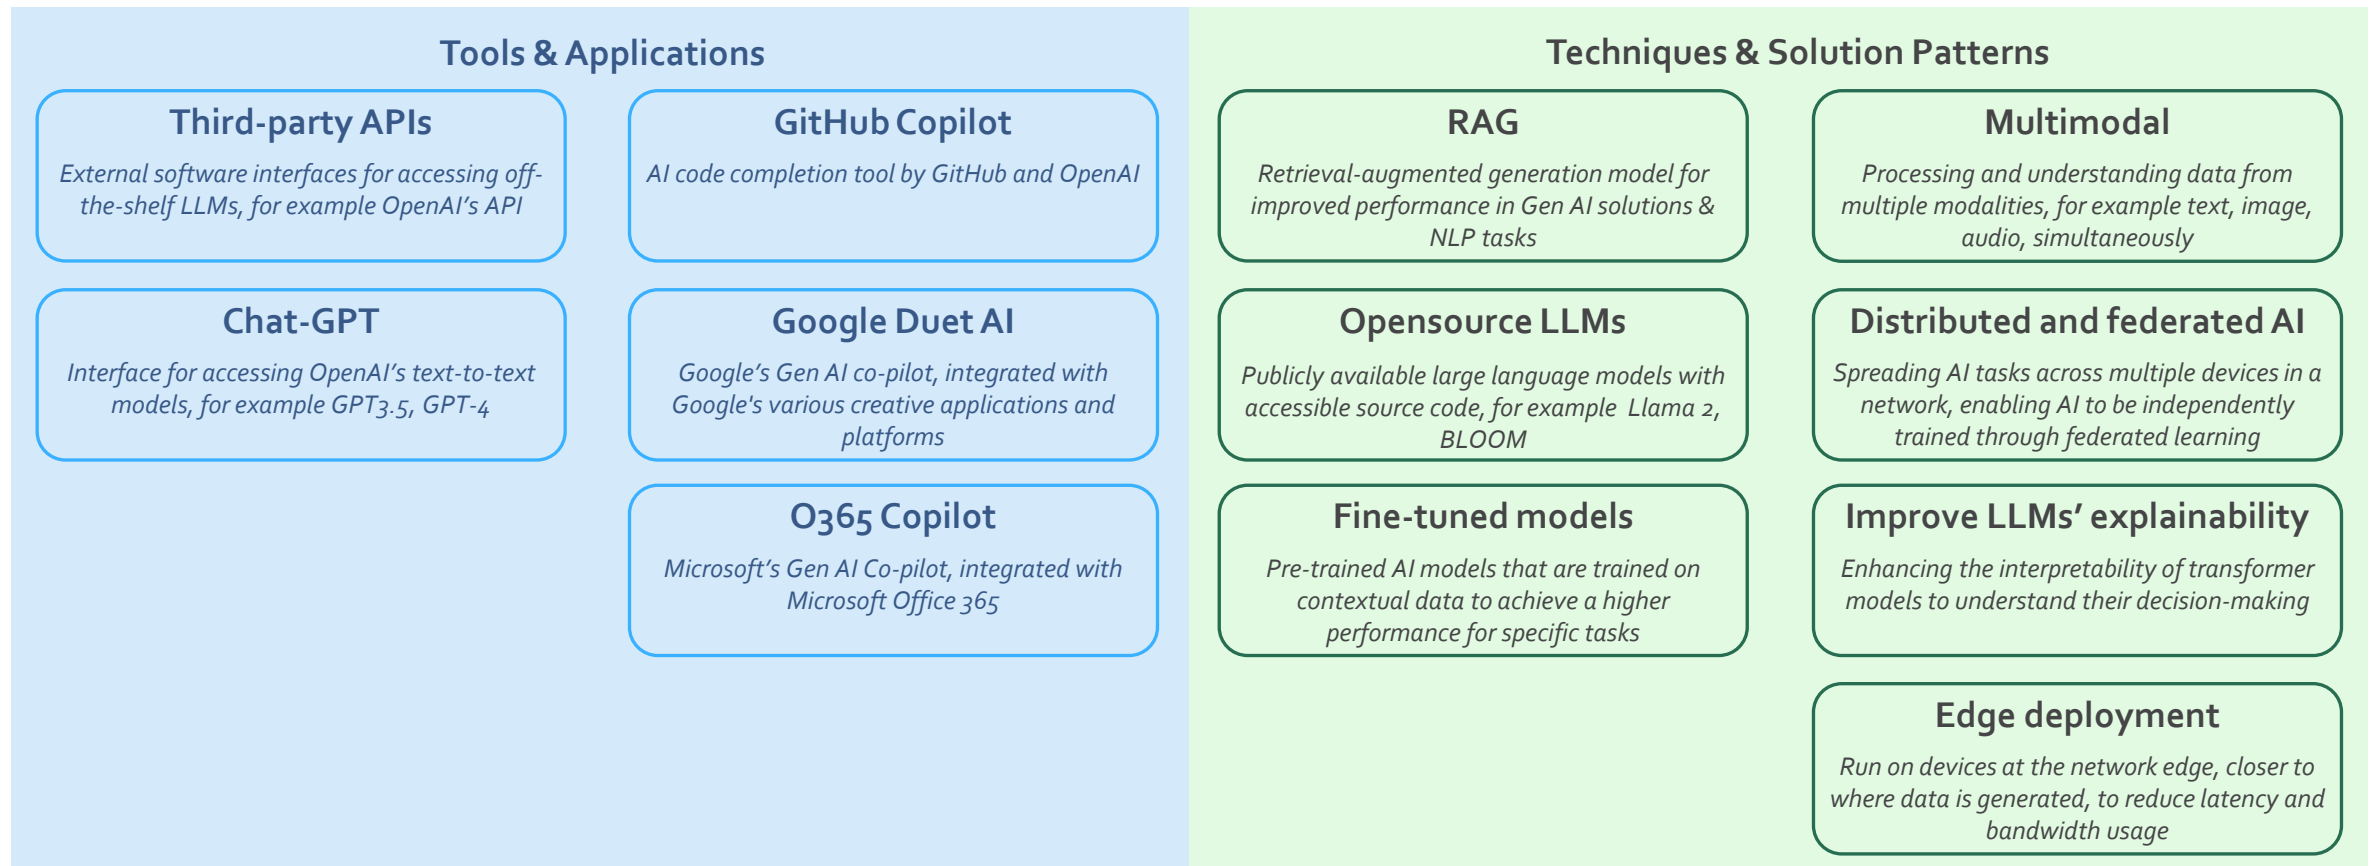 Tools & Applications
Third-party APIs
External software interfaces for accessing off-
the-shelf LLMs, for example OpenAI’s API
GitHub Copilot
AI code completion tool by GitHub and OpenAI
Chat-GPT
Interface for accessing OpenAI’s text-to-text
models, for example GPT3.5, GPT-4
Google Duet AI
Google’s Gen AI co-pilot, integrated with
Google's various creative applications and
platforms
O365 Copilot
Microsoft’s Gen AI Co-pilot, integrated with
Microsoft Office 365
Techniques & Solution Patterns
RAG
Retrieval-augmented generation model for
improved performance in Gen AI solutions &
NLP tasks
Multimodal
Processing and understanding data from
multiple modalities, for example text, image,
audio, simultaneously
Opensource LLMs
Publicly available large language models with
accessible source code, for example Llama 2,
BLOOM
Distributed and federated AI
Spreading AI tasks across multiple devices in a
network, enabling AI to be independently
trained through federated learning
Fine-tuned models
Pre-trained AI models that are trained on
contextual data to achieve a higher
performance for specific tasks
Improve LLMs’ explainability
Enhancing the interpretability of transformer
models to understand their decision-making
Edge deployment
Run on devices at the network edge, closer to
where data is generated, to reduce latency and
bandwidth usage